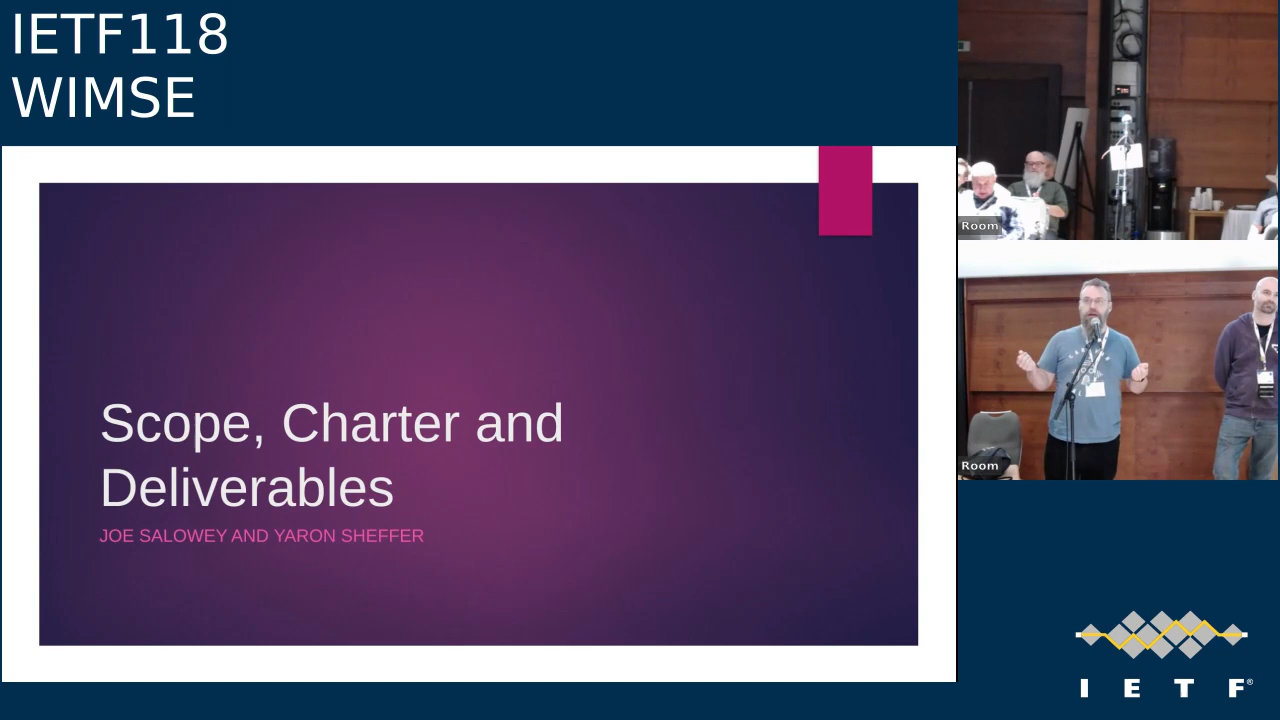 IETF118
WIMSE
Scope, Charter and
Deliverables
JOE SALOWEY AND YARON SHEFFER
Room
Room
I E T F®